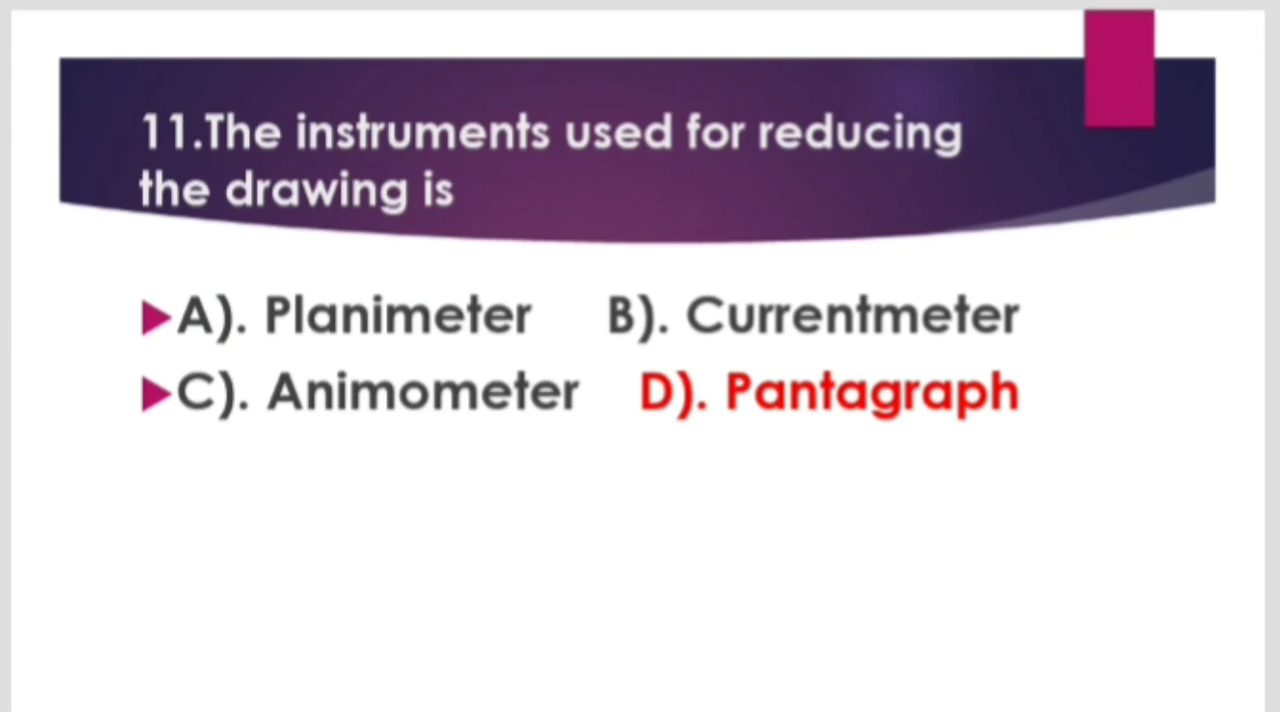 11.The instruments used for reducing
the drawing is
A). Planimeter B). Currentmeter
C). Animometer D). Pantagraph